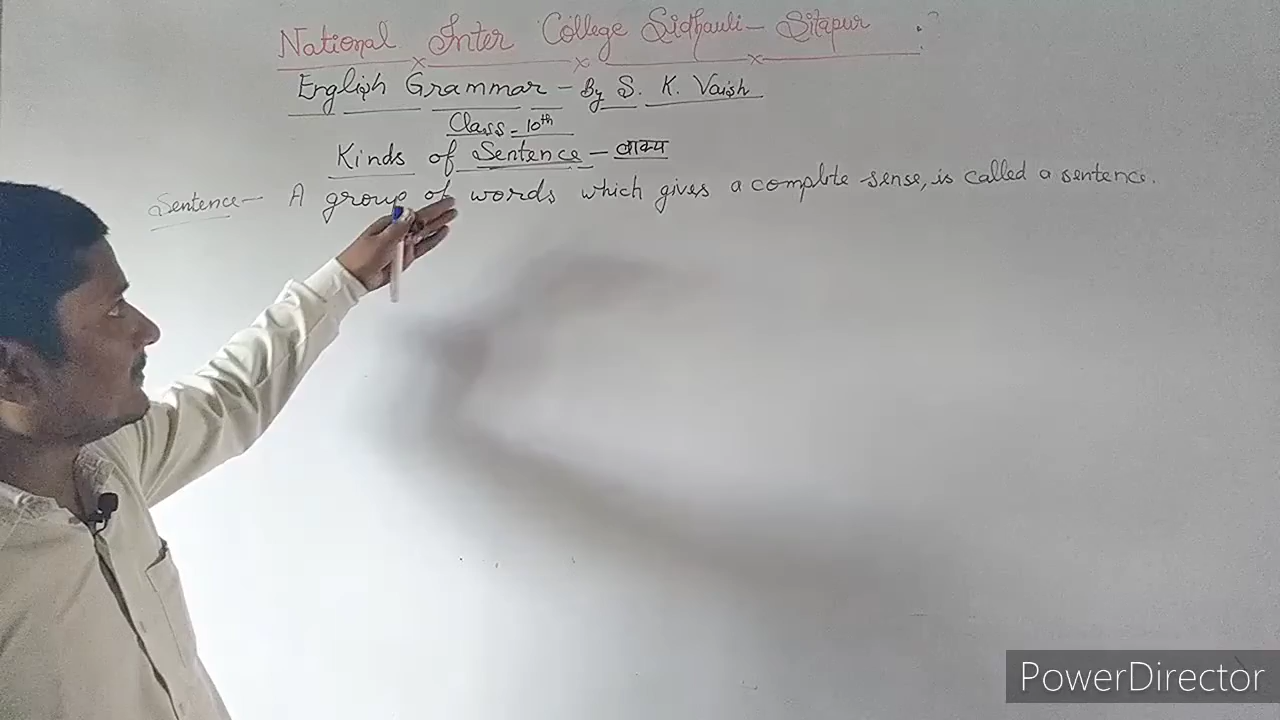 National Inter College Sidhauli - Sitapur
English Grammar - By S. K. Vaish
Class - 10th
Kinds of Sentence - वाक्य
Sentence - A group of words which gives a complete sense, is called a sentence.
PowerDirector